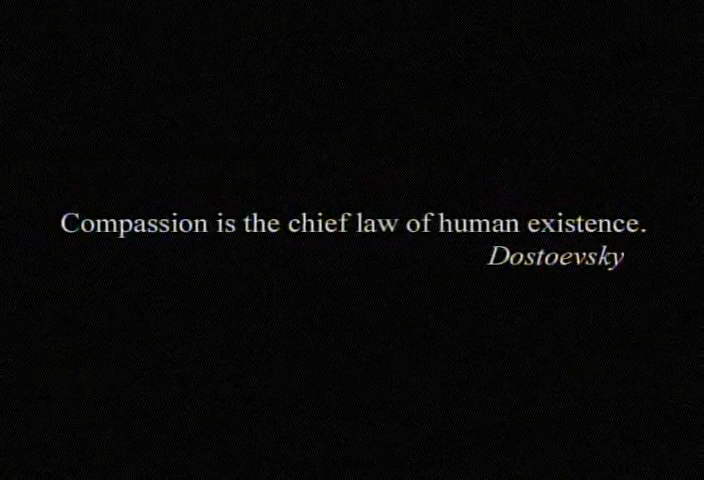 Compassion is the chief law of human existence.
Dostoevsky